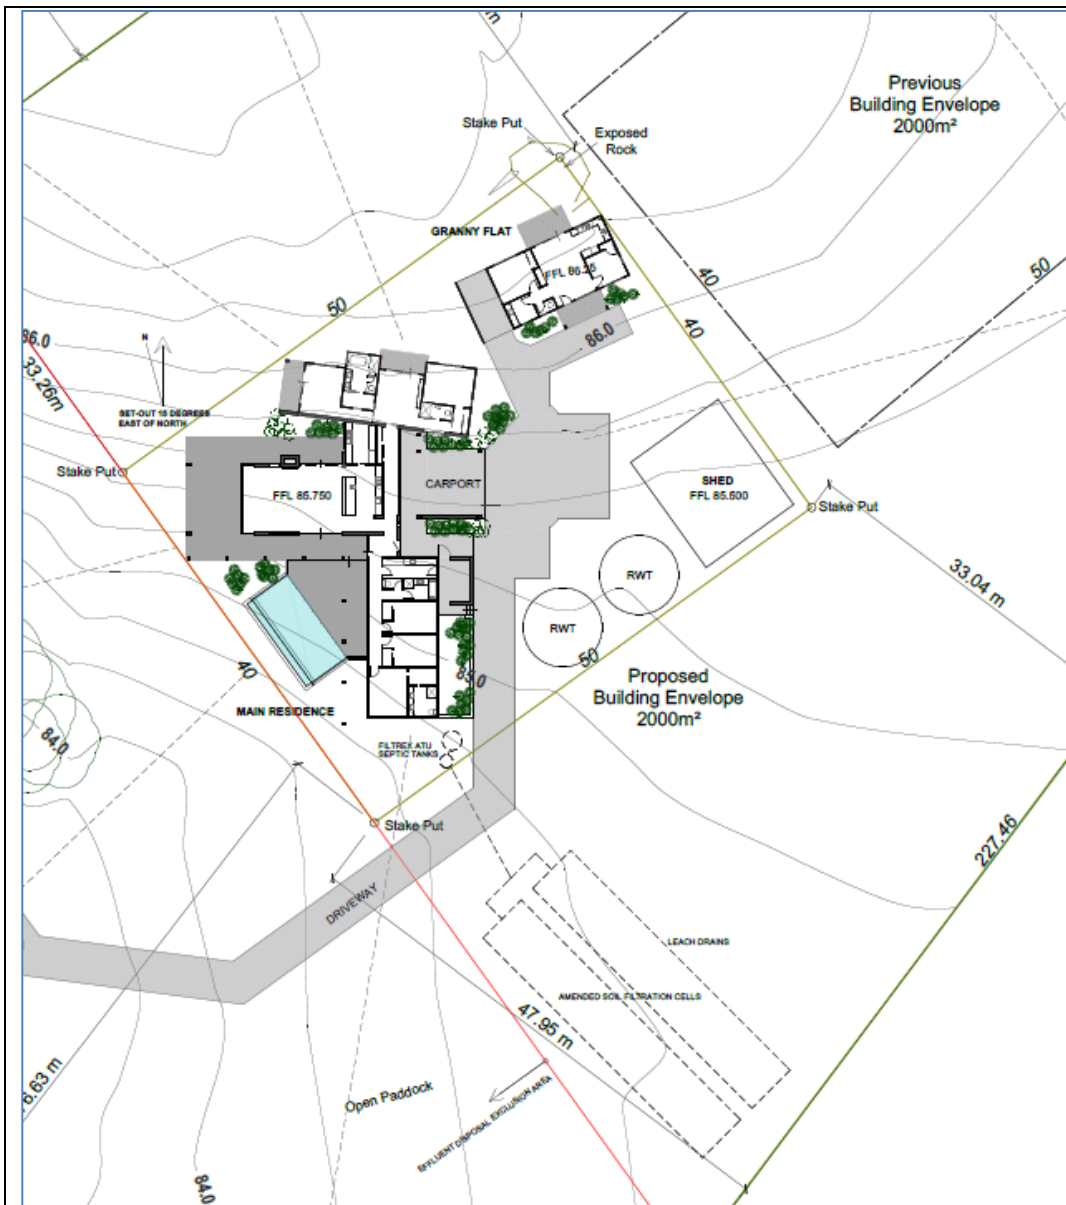 m
Previous
Building Envelope
2000m²
Stake Put
Exposed
Rock
GRANNY FLAT
FFL 86.25
50
40
40
50
86.0
86.0
33.26m
N
SET-OUT 15 DEGREES
EAST OF NORTH
Stake Put
CARPORT
FFL 85.750
SHED
FFL 85.500
Stake Put
RWT
RWT
33.04 m
50
Proposed
Building Envelope
2000m²
40
85.0
MAIN RESIDENCE
84.0
FILTREX ATU
SEPTIC TANKS
Stake Put
227.46
DRIVEWAY
LEACH DRAINS
AMENDED SOIL FILTRATION CELLS
47.95 m
6.63 m
Open Paddock
EFFLUENT DISPOSAL EXCLUSION AREA
84.0